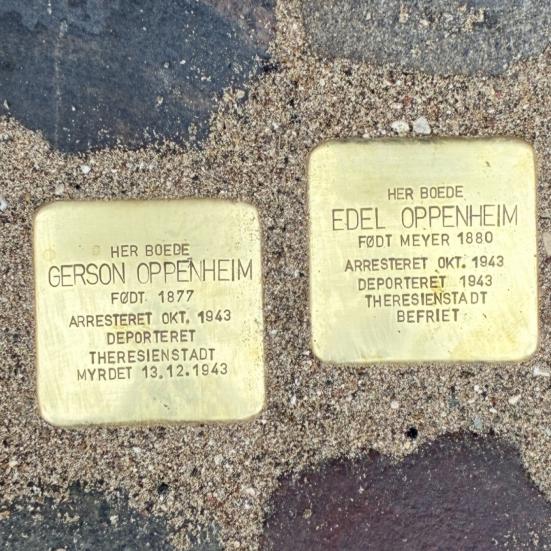 HER BOEDE
GERSON OPPENHEIM
FØDT 1877
ARRESTERET OKT. 1943
DEPORTERET
THERESIENSTADT
MYRDET 13.12.1943
HER BOEDE
EDEL OPPENHEIM
FØDT MEYER 1880
ARRESTERET OKT. 1943
DEPORTERET 1943
THERESIENSTADT
BEFRIET